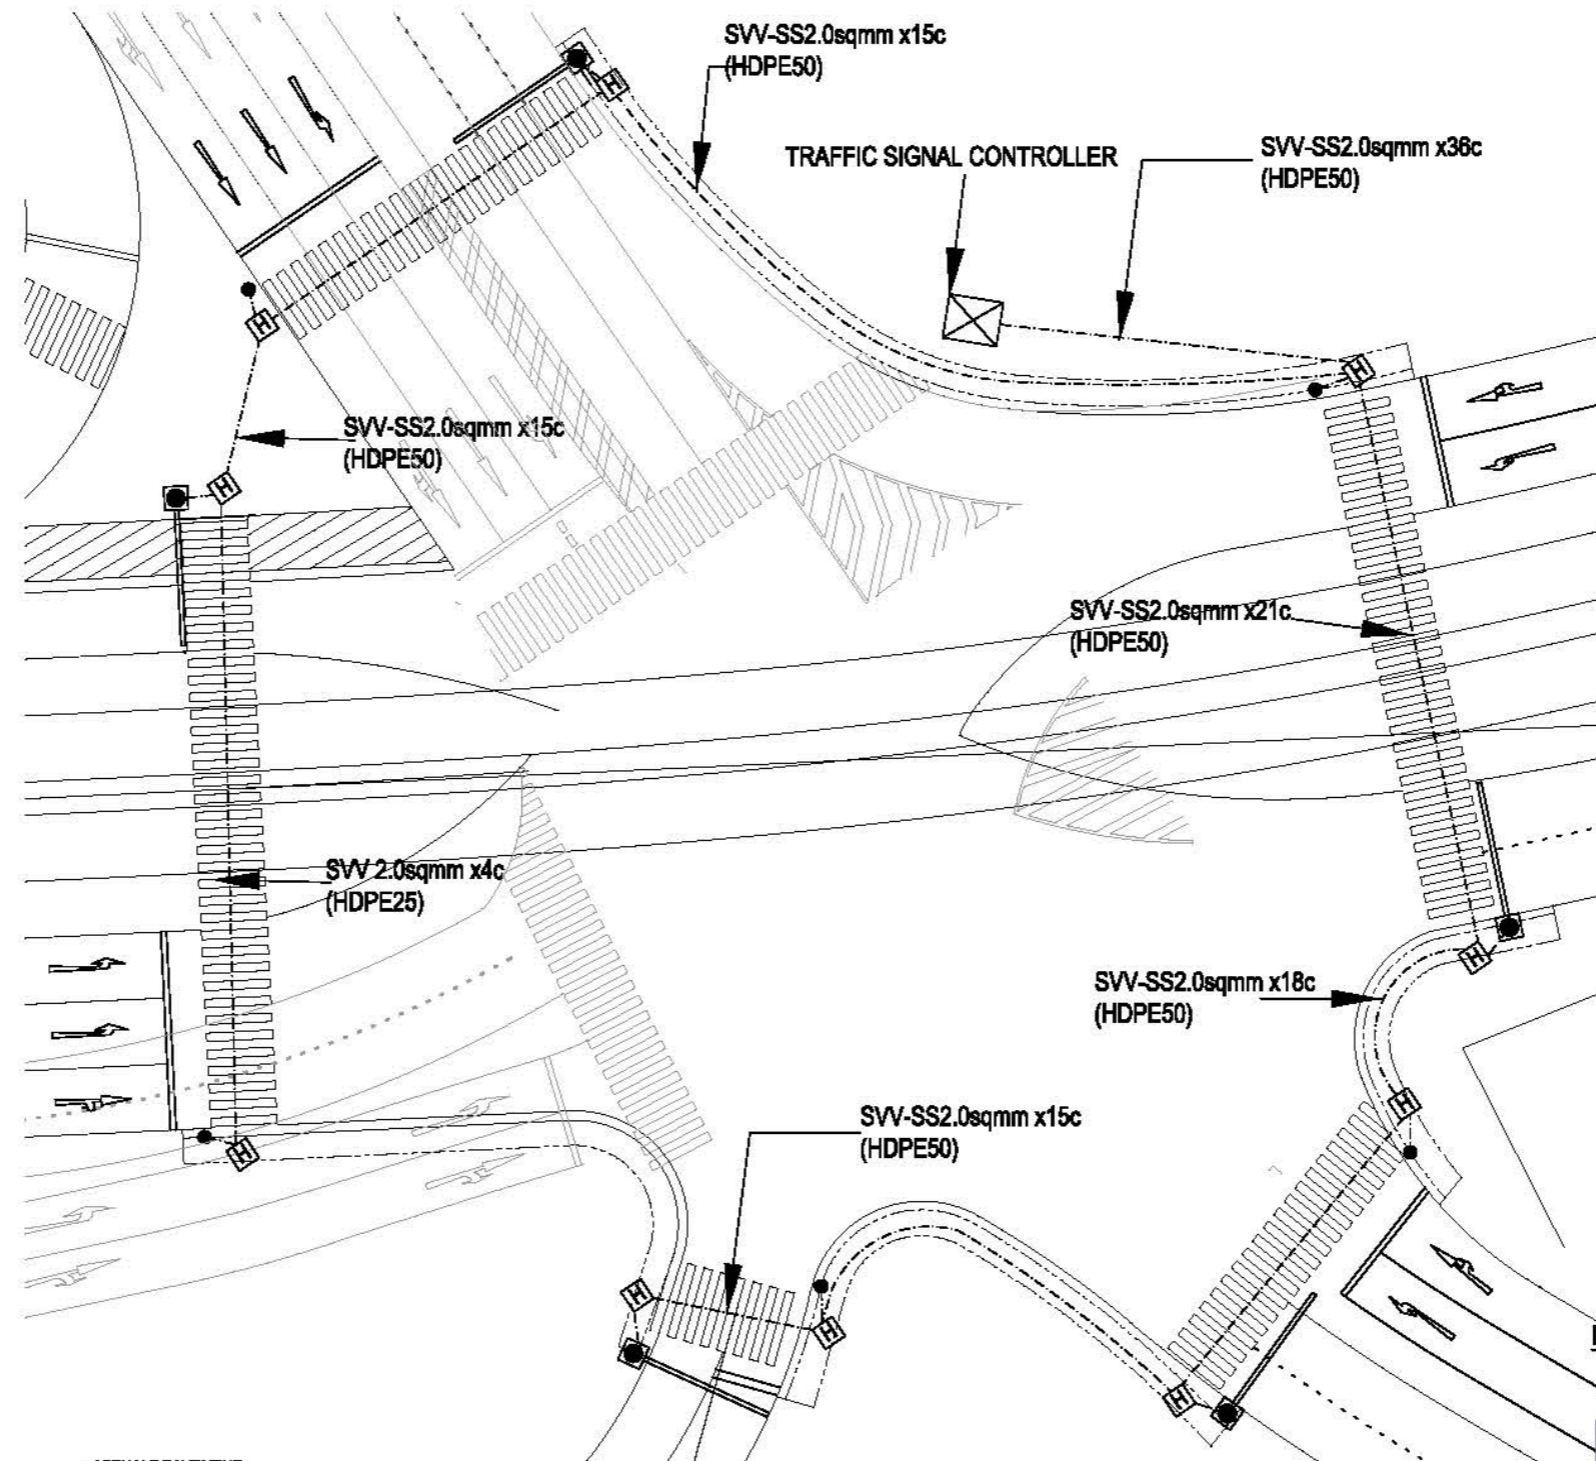 SVV-SS2.0sqmm x15c
(HDPE50)
TRAFFIC SIGNAL CONTROLLER
SVV-SS2.0sqmm x36c
(HDPE50)
SVV-SS2.0sqmm x15c
(HDPE50)
SVV-SS2.0sqmm x21c
(HDPE50)
SVV 2.0sqmm x4c
(HDPE25)
SVV-SS2.0sqmm x18c
(HDPE50)
SVV-SS2.0sqmm x15c
(HDPE50)
H
H
H
H
H
H
H
H
H
H